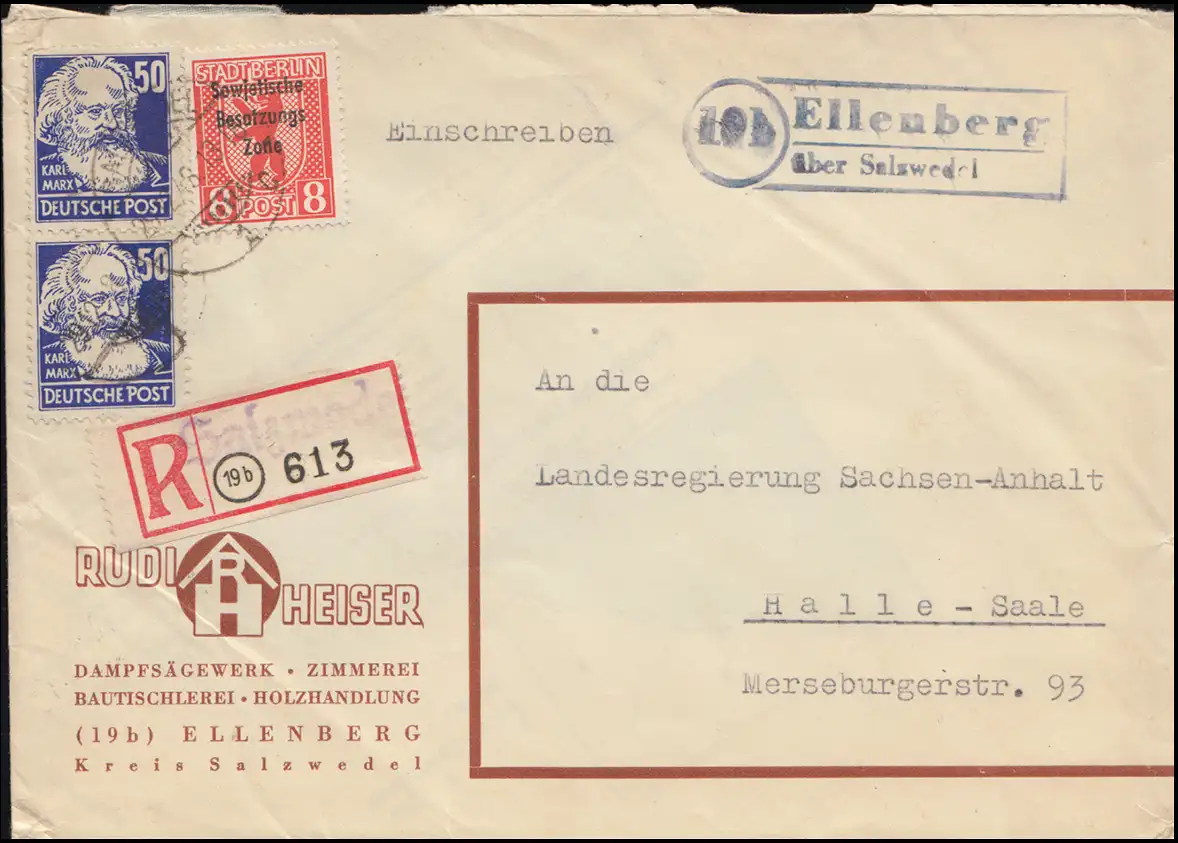 50
KARL
MARX
DEUTSCHE POST
STADT BERLIN
Sowjetische
Besatzungs
Zone
8 POST 8
50
KARL
MARX
DEUTSCHE POST
Einschreiben
19b Ellenberg
über Salzwedel
R 19b 613
An die
Landesregierung Sachsen-Anhalt
Halle - Saale
Merseburgerstr. 93
RUDI RH HEISER
DAMPFSÄGEWERK · ZIMMEREI
BAUTISCHLEREI · HOLZHANDLUNG
(19b) ELLENBERG
Kreis Salzwedel